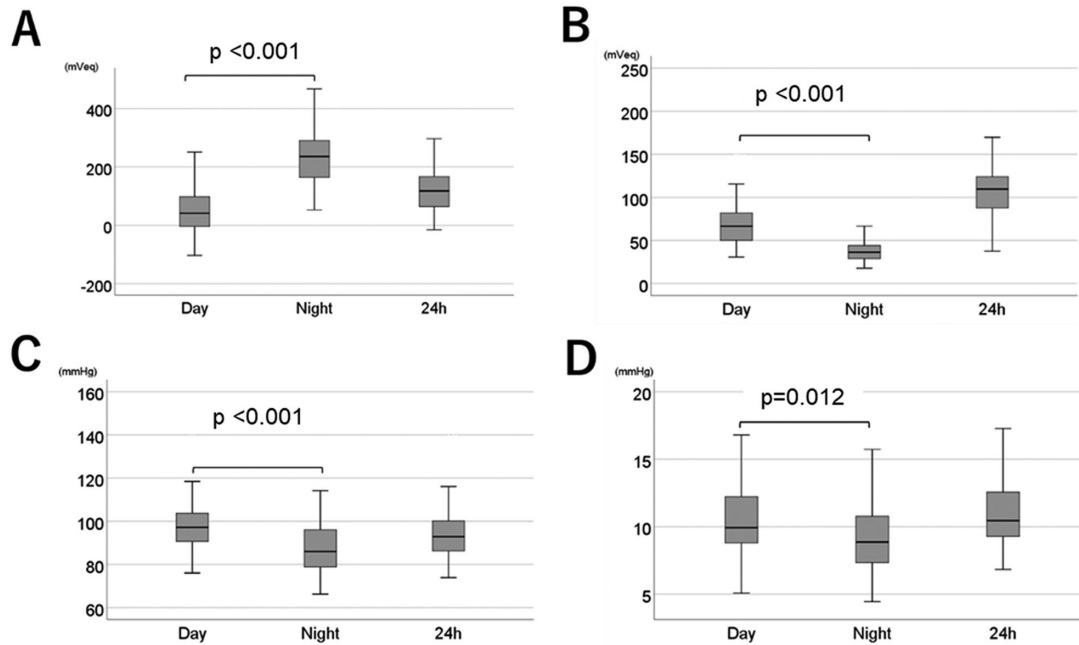 A
(mVeq)
p <0.001
400
200
0
-200
Day Night 24h
B
(mVeq)
250
p <0.001
200
150
100
50
0
Day Night 24h
C
(mmHg)
160
p <0.001
140
120
100
80
60
Day Night 24h
D
(mmHg)
20
p=0.012
15
10
5
Day Night 24h